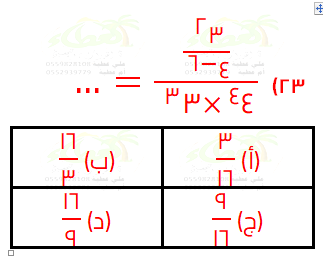 ٢٣) ٣^٢ / ٤^−٦
٤^٤ × ٣^٣ = ...
(أ) ٣/١٦ (ب) ١٦/٣
(ج) ٩/١٦ (د) ١٦/٩